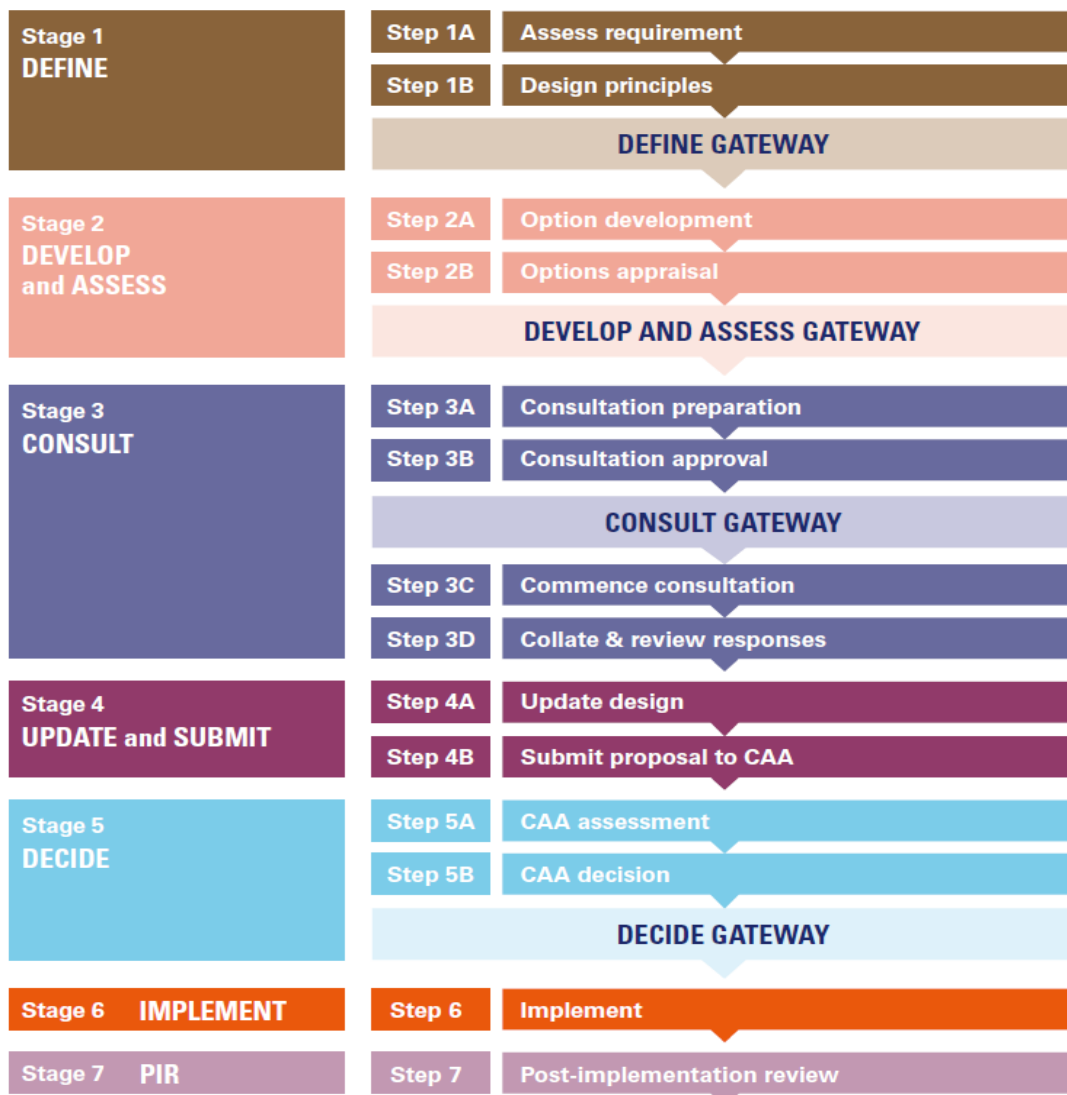 Stage 1
DEFINE
Step 1A Assess requirement
Step 1B Design principles
DEFINE GATEWAY
Stage 2
DEVELOP
and ASSESS
Step 2A Option development
Step 2B Options appraisal
DEVELOP AND ASSESS GATEWAY
Stage 3
CONSULT
Step 3A Consultation preparation
Step 3B Consultation approval
CONSULT GATEWAY
Step 3C Commence consultation
Step 3D Collate & review responses
Stage 4
UPDATE and SUBMIT
Step 4A Update design
Step 4B Submit proposal to CAA
Stage 5
DECIDE
Step 5A CAA assessment
Step 5B CAA decision
DECIDE GATEWAY
Stage 6 IMPLEMENT
Step 6 Implement
Stage 7 PIR
Step 7 Post-implementation review